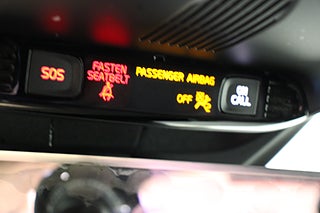 SOS
FASTEN
SEATBELT
PASSENGER AIRBAG
OFF
ON
CALL